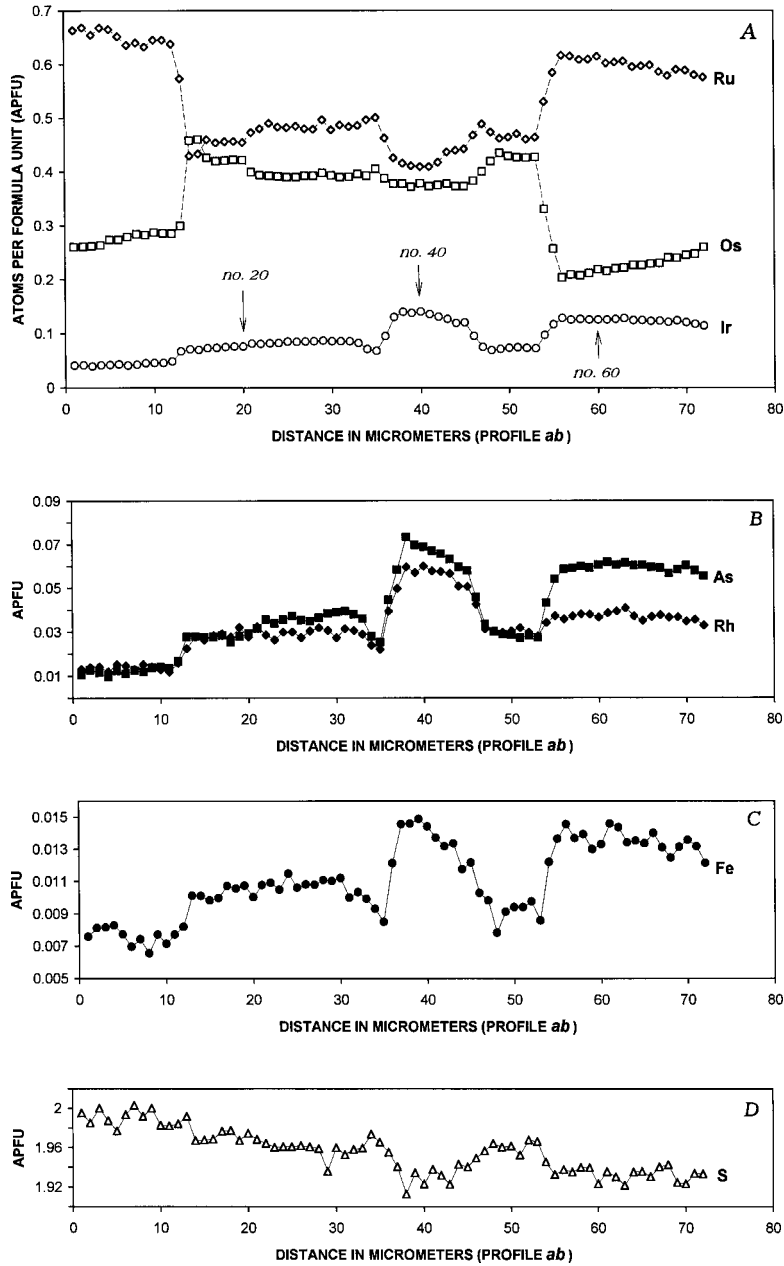 A
0.7
0.6
0.5
0.4
0.3
0.2
0.1
0
ATOMS PER FORMULA UNIT (APFU)
Ru
Os
Ir
no. 20
no. 40
no. 60
0 10 20 30 40 50 60 70 80
DISTANCE IN MICROMETERS (PROFILE ab)
B
0.09
0.07
0.05
0.03
0.01
APFU
As
Rh
0 10 20 30 40 50 60 70 80
DISTANCE IN MICROMETERS (PROFILE ab)
C
0.015
0.013
0.011
0.009
0.007
0.005
APFU
Fe
0 10 20 30 40 50 60 70 80
DISTANCE IN MICROMETERS (PROFILE ab)
D
2
1.96
1.92
APFU
S
0 10 20 30 40 50 60 70 80
DISTANCE IN MICROMETERS (PROFILE ab)